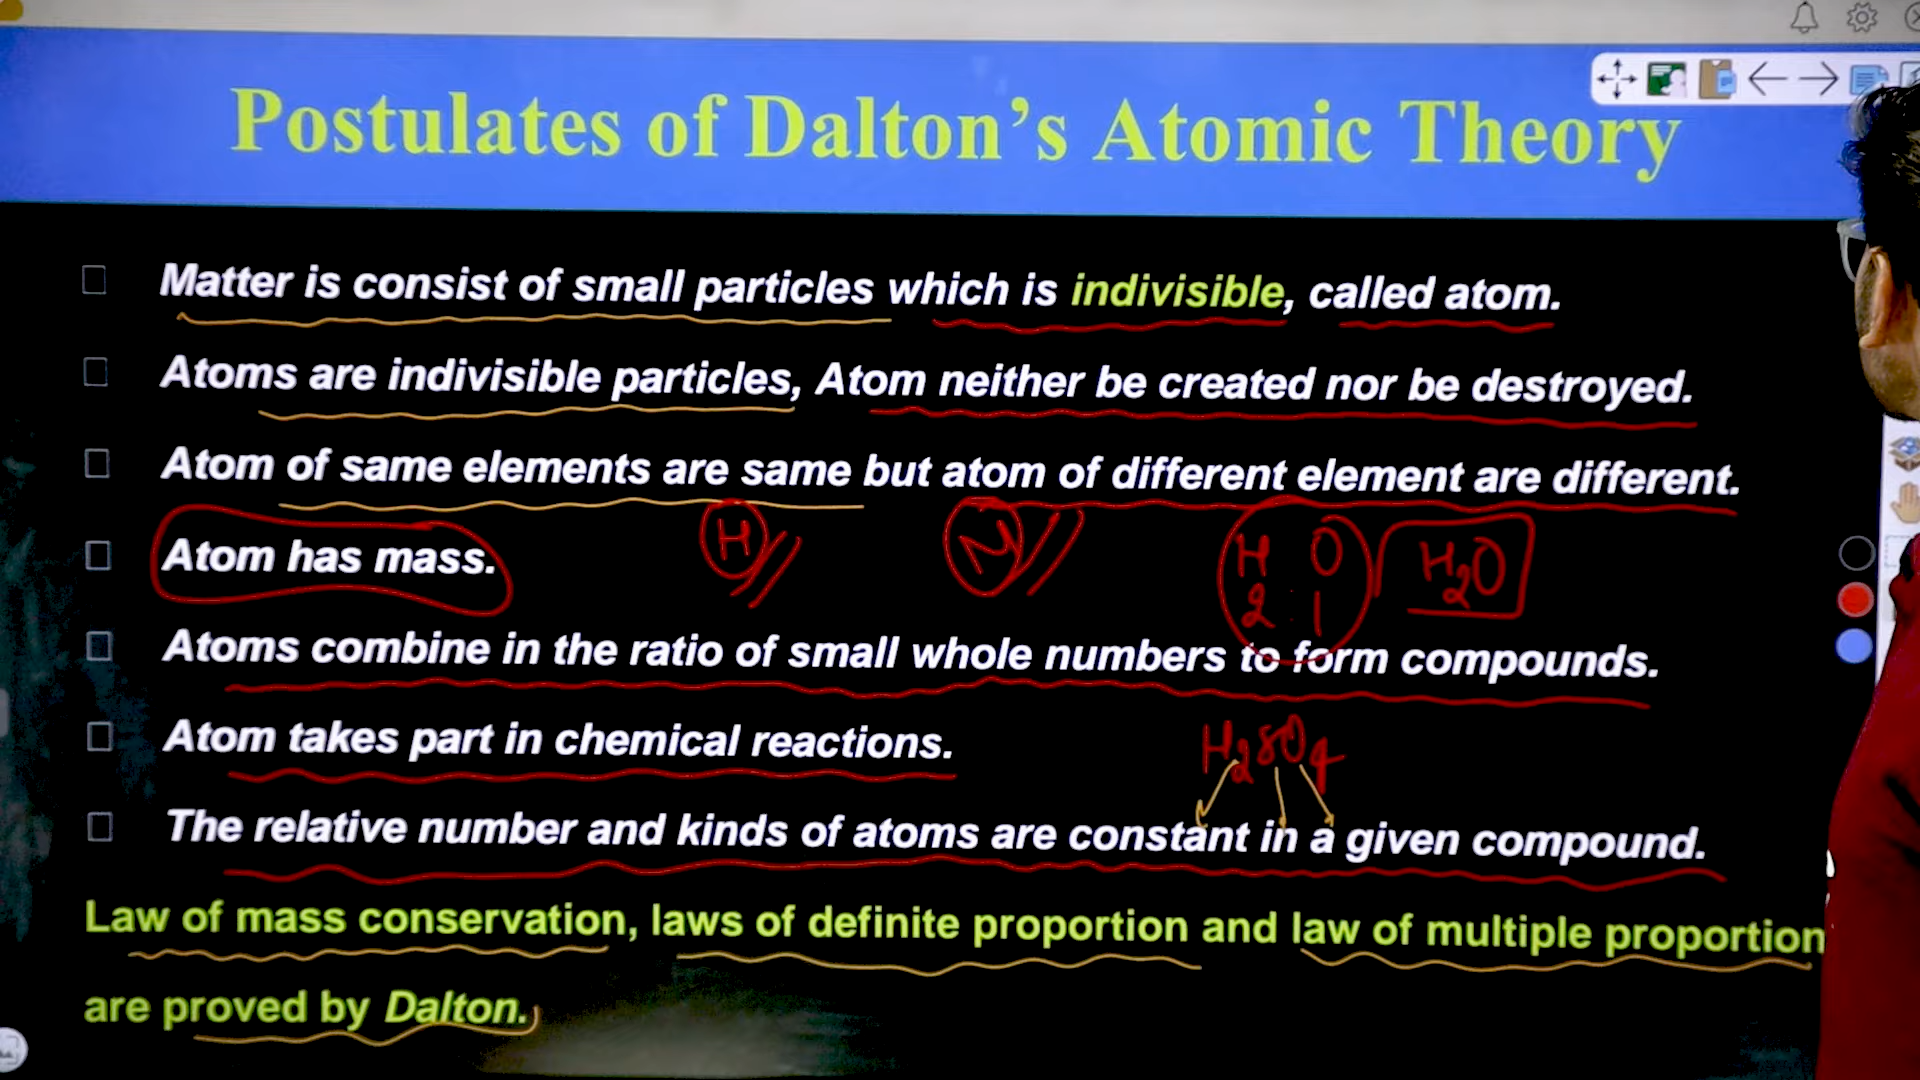 Postulates of Dalton’s Atomic Theory
Matter is consist of small particles which is indivisible, called atom.
Atoms are indivisible particles, Atom neither be created nor be destroyed.
Atom of same elements are same but atom of different element are different.
Atom has mass.
H
N
H O
2 : 1
H₂O
Atoms combine in the ratio of small whole numbers to form compounds.
Atom takes part in chemical reactions.
H₂SO₄
The relative number and kinds of atoms are constant in a given compound.
Law of mass conservation, laws of definite proportion and law of multiple proportion
are proved by Dalton.